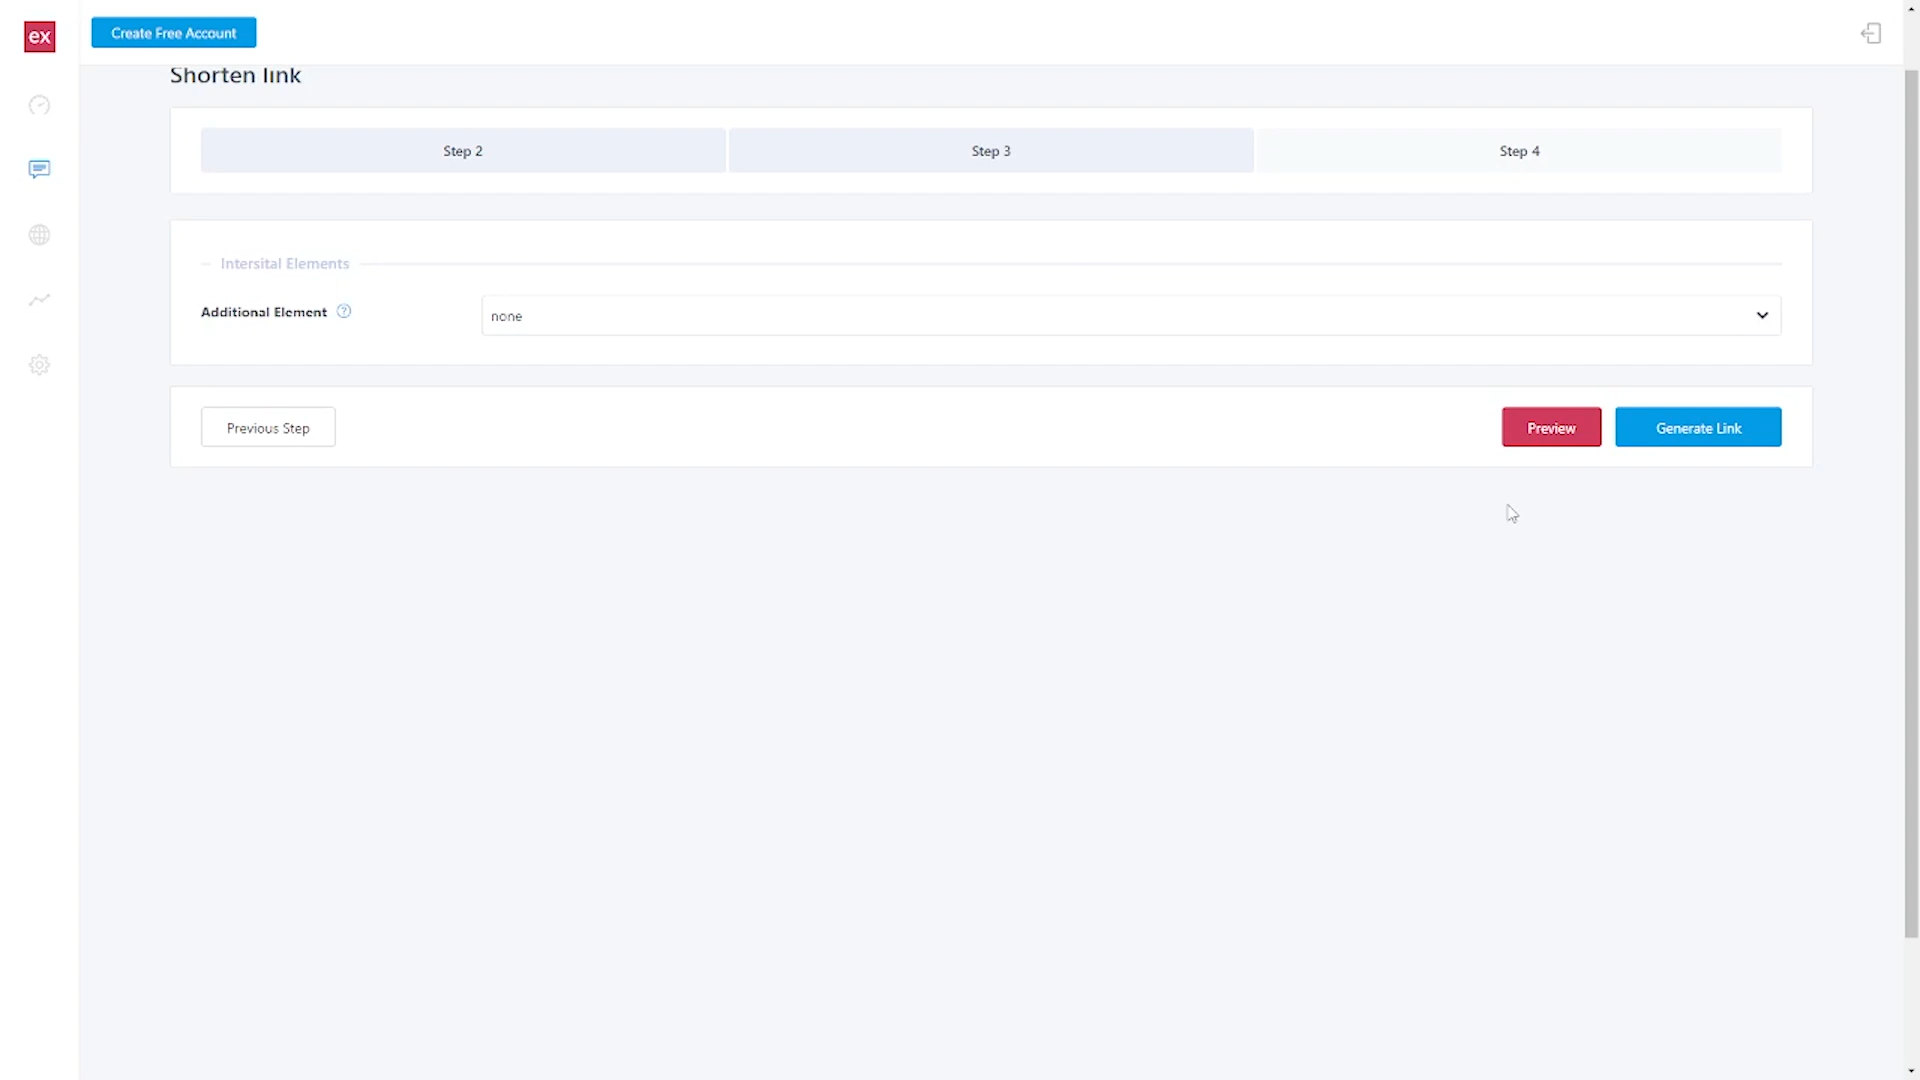 ex
Create Free Account
Shorten link
Step 2
Step 3
Step 4
Intersital Elements
Additional Element ?
none
Previous Step
Preview
Generate Link